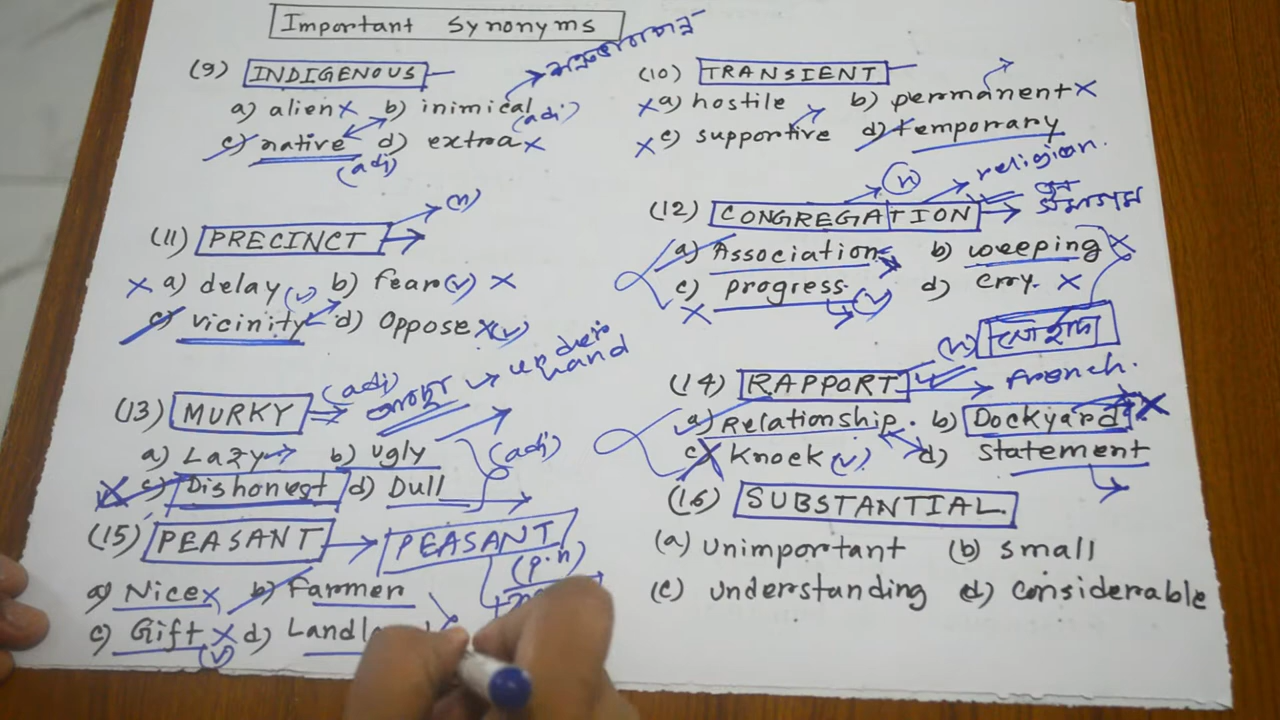 Important Synonyms
(9) INDIGENOUS
a) alien x b) inimical (adj)
c) native d) extra x
(adj)
(10) TRANSIENT
x a) hostile b) permanent x
x c) supportive d) temporary
(11) PRECINCT (n)
x a) delay (v) b) fear (v) x
c) vicinity d) oppose x (v)
(n) religion.
(12) CONGREGATION
a) Association b) weeping x
c) progress (v) d) cry. x
x
(13) MURKY (adj) under hand
a) Lazy b) ugly (adj)
x c) Dishonest d) Dull
(n)
(14) RAPPORT French.
a) Relationship. b) Dockyard x
c) x Knock (v) d) statement
(15) PEASANT PEASANT
(p.n)
a) Nice x b) farmer
c) Gift x d)
(v)
(16) SUBSTANTIAL.
(a) unimportant (b) small
(c) understanding d) considerable